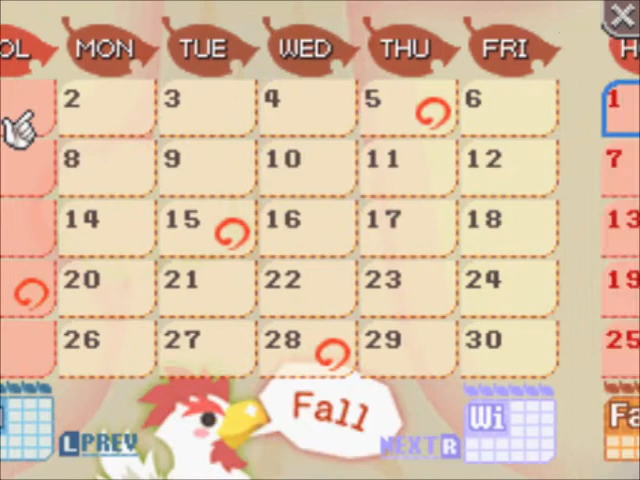 OL MON TUE WED THU FRI H
2 3 4 5 6 1
8 9 10 11 12 7
14 15 16 17 18 13
20 21 22 23 24 19
26 27 28 29 30 25
Fall
L PREV NEXT R Wi Fa